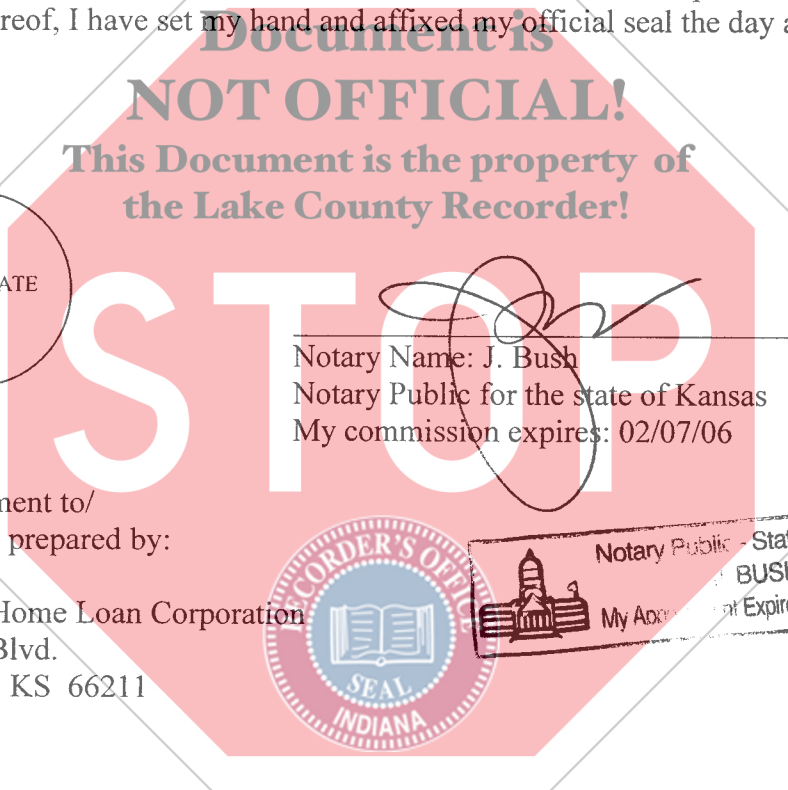 reof, I have set my hand and affixed my official seal the day a
Document is
NOT OFFICIAL!
This Document is the property of
the Lake County Recorder!
ATE
STOP
Notary Name: J. Bush
Notary Public for the state of Kansas
My commission expires: 02/07/06
ment to/
prepared by:
Home Loan Corporation
Blvd.
KS 66211
RECORDER'S OFFICE
SEAL
INDIANA
Notary Public - Stat
BUSH
My Expire